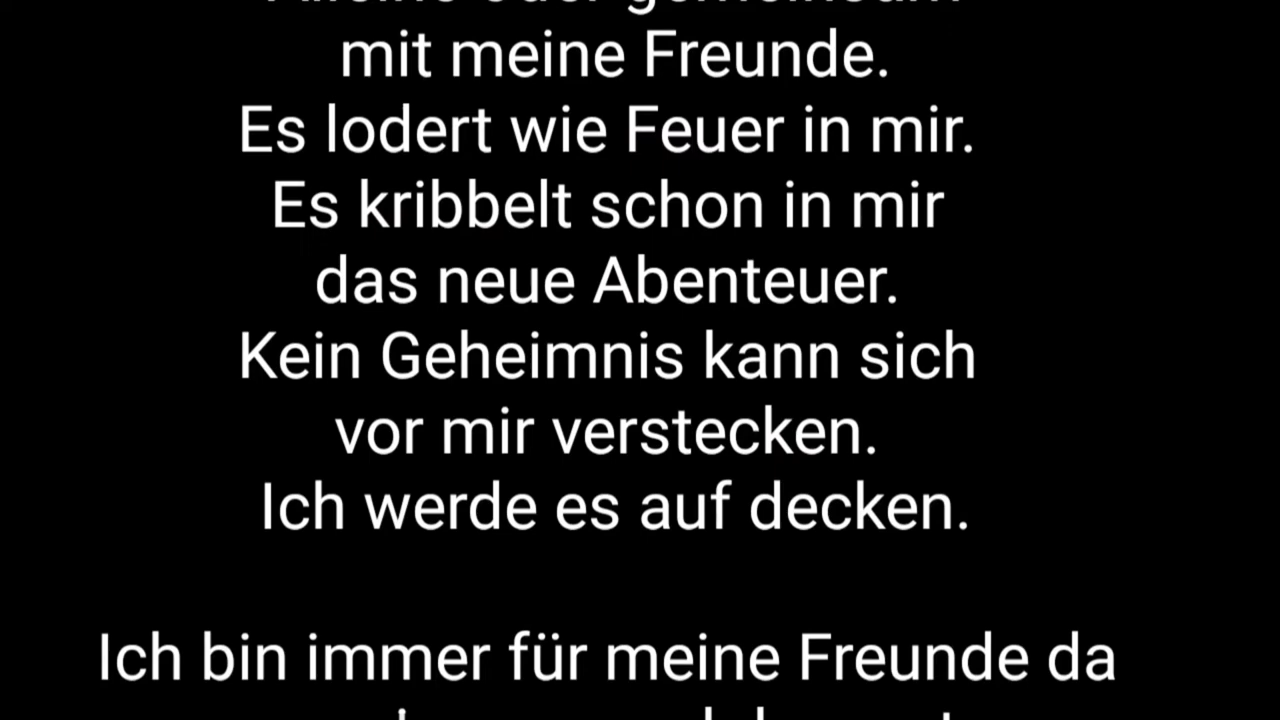 gemeinsam
mit meine Freunde.
Es lodert wie Feuer in mir.
Es kribbelt schon in mir
das neue Abenteuer.
Kein Geheimnis kann sich
vor mir verstecken.
Ich werde es auf decken.
Ich bin immer für meine Freunde da